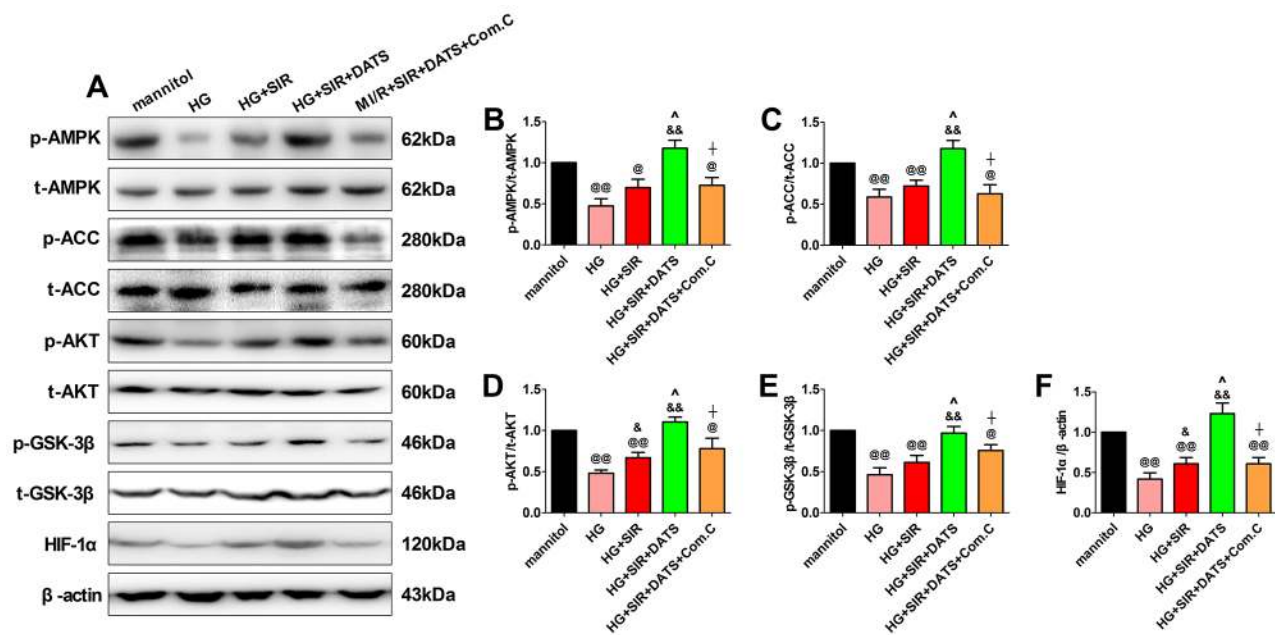 A
mannitol
HG
HG+SIR
HG+SIR+DATS
MI/R+SIR+DATS+Com.C
p-AMPK 62kDa
t-AMPK 62kDa
p-ACC 280kDa
t-ACC 280kDa
p-AKT 60kDa
t-AKT 60kDa
p-GSK-3β 46kDa
t-GSK-3β 46kDa
HIF-1α 120kDa
β -actin 43kDa
B
p-AMPK/t-AMPK
1.5
1.0
0.5
0.0
@@
@
^
&&
┼
@
mannitol
HG
HG+SIR
HG+SIR+DATS
HG+SIR+DATS+Com.C
C
p-ACC/t-ACC
1.5
1.0
0.5
0.0
@@
@@
^
&&
┼
@
mannitol
HG
HG+SIR
HG+SIR+DATS
HG+SIR+DATS+Com.C
D
p-AKT/t-AKT
1.5
1.0
0.5
0.0
@@
&
@@
^
&&
┼
@
mannitol
HG
HG+SIR
HG+SIR+DATS
HG+SIR+DATS+Com.C
E
p-GSK-3β /t-GSK-3β
1.5
1.0
0.5
0.0
@@
@@
^
&&
┼
@
mannitol
HG
HG+SIR
HG+SIR+DATS
HG+SIR+DATS+Com.C
F
HIF-1α /β -actin
1.5
1.0
0.5
0.0
@@
&
@@
^
&&
┼
@@
mannitol
HG
HG+SIR
HG+SIR+DATS
HG+SIR+DATS+Com.C